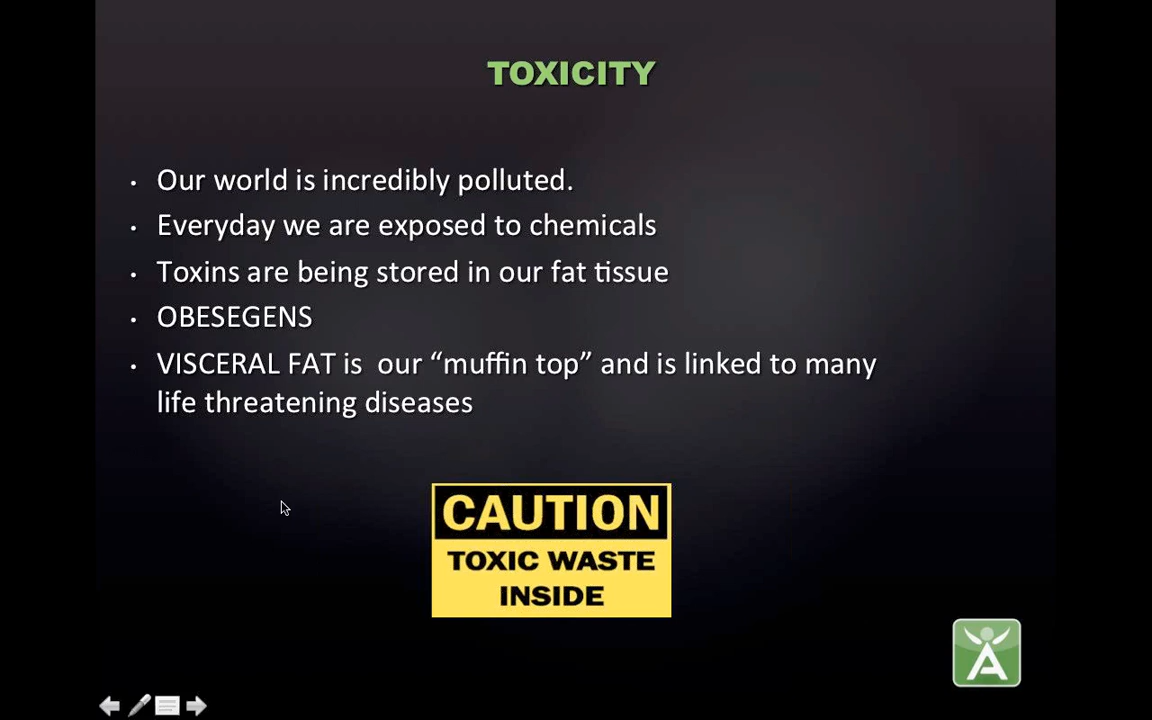 TOXICITY
• Our world is incredibly polluted.
• Everyday we are exposed to chemicals
• Toxins are being stored in our fat tissue
• OBESEGENS
• VISCERAL FAT is  our “muffin top” and is linked to many
life threatening diseases
CAUTION
TOXIC WASTE
INSIDE
A